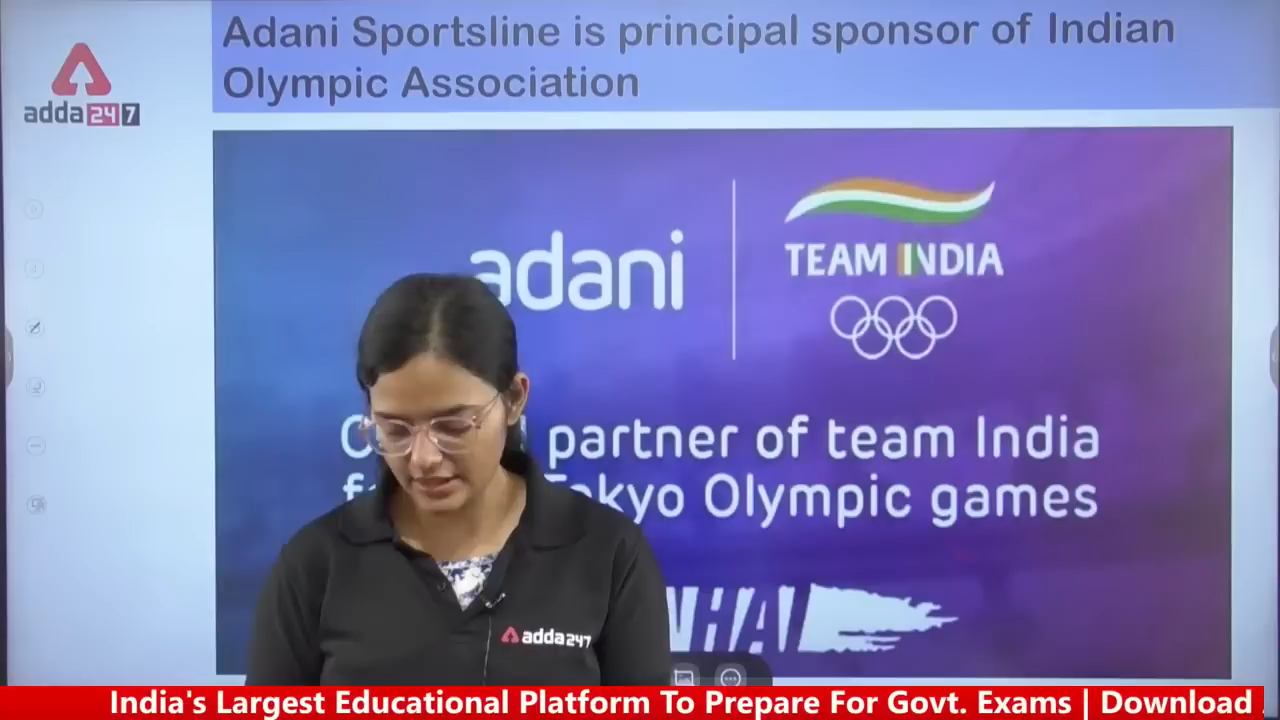 Adani Sportsline is principal sponsor of Indian
Olympic Association
adda247
adani
TEAM INDIA
partner of team India
Tokyo Olympic games
adda247
India's Largest Educational Platform To Prepare For Govt. Exams | Download